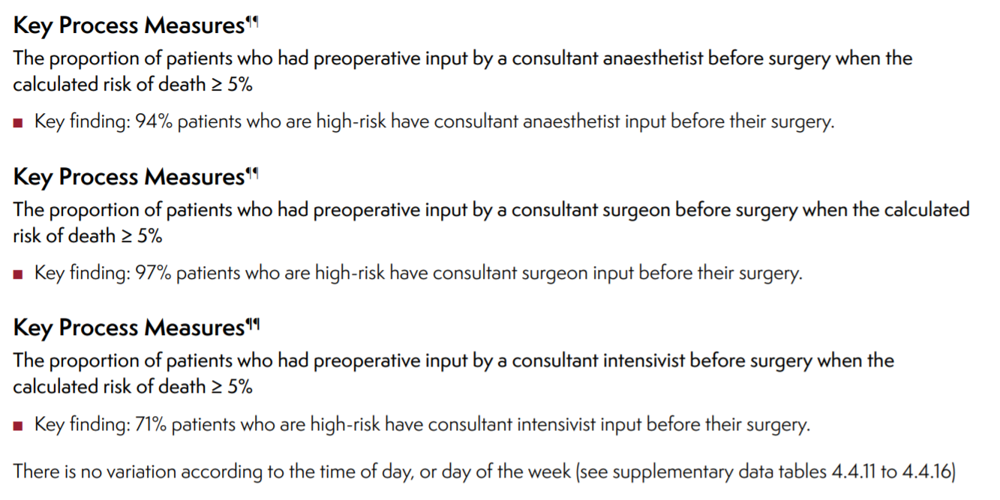 Key Process Measures¶¶
The proportion of patients who had preoperative input by a consultant anaesthetist before surgery when the
calculated risk of death ≥ 5%
■ Key finding: 94% patients who are high-risk have consultant anaesthetist input before their surgery.
Key Process Measures¶¶
The proportion of patients who had preoperative input by a consultant surgeon before surgery when the calculated
risk of death ≥ 5%
■ Key finding: 97% patients who are high-risk have consultant surgeon input before their surgery.
Key Process Measures¶¶
The proportion of patients who had preoperative input by a consultant intensivist before surgery when the
calculated risk of death ≥ 5%
■ Key finding: 71% patients who are high-risk have consultant intensivist input before their surgery.
There is no variation according to the time of day, or day of the week (see supplementary data tables 4.4.11 to 4.4.16)